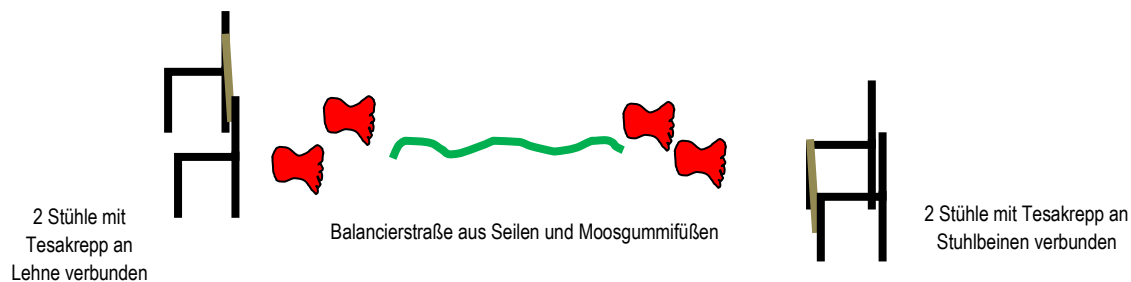 2 Stühle mit
Tesakrepp an
Lehne verbunden
Balancierstraße aus Seilen und Moosgummifüßen
2 Stühle mit Tesakrepp an
Stuhlbeinen verbunden